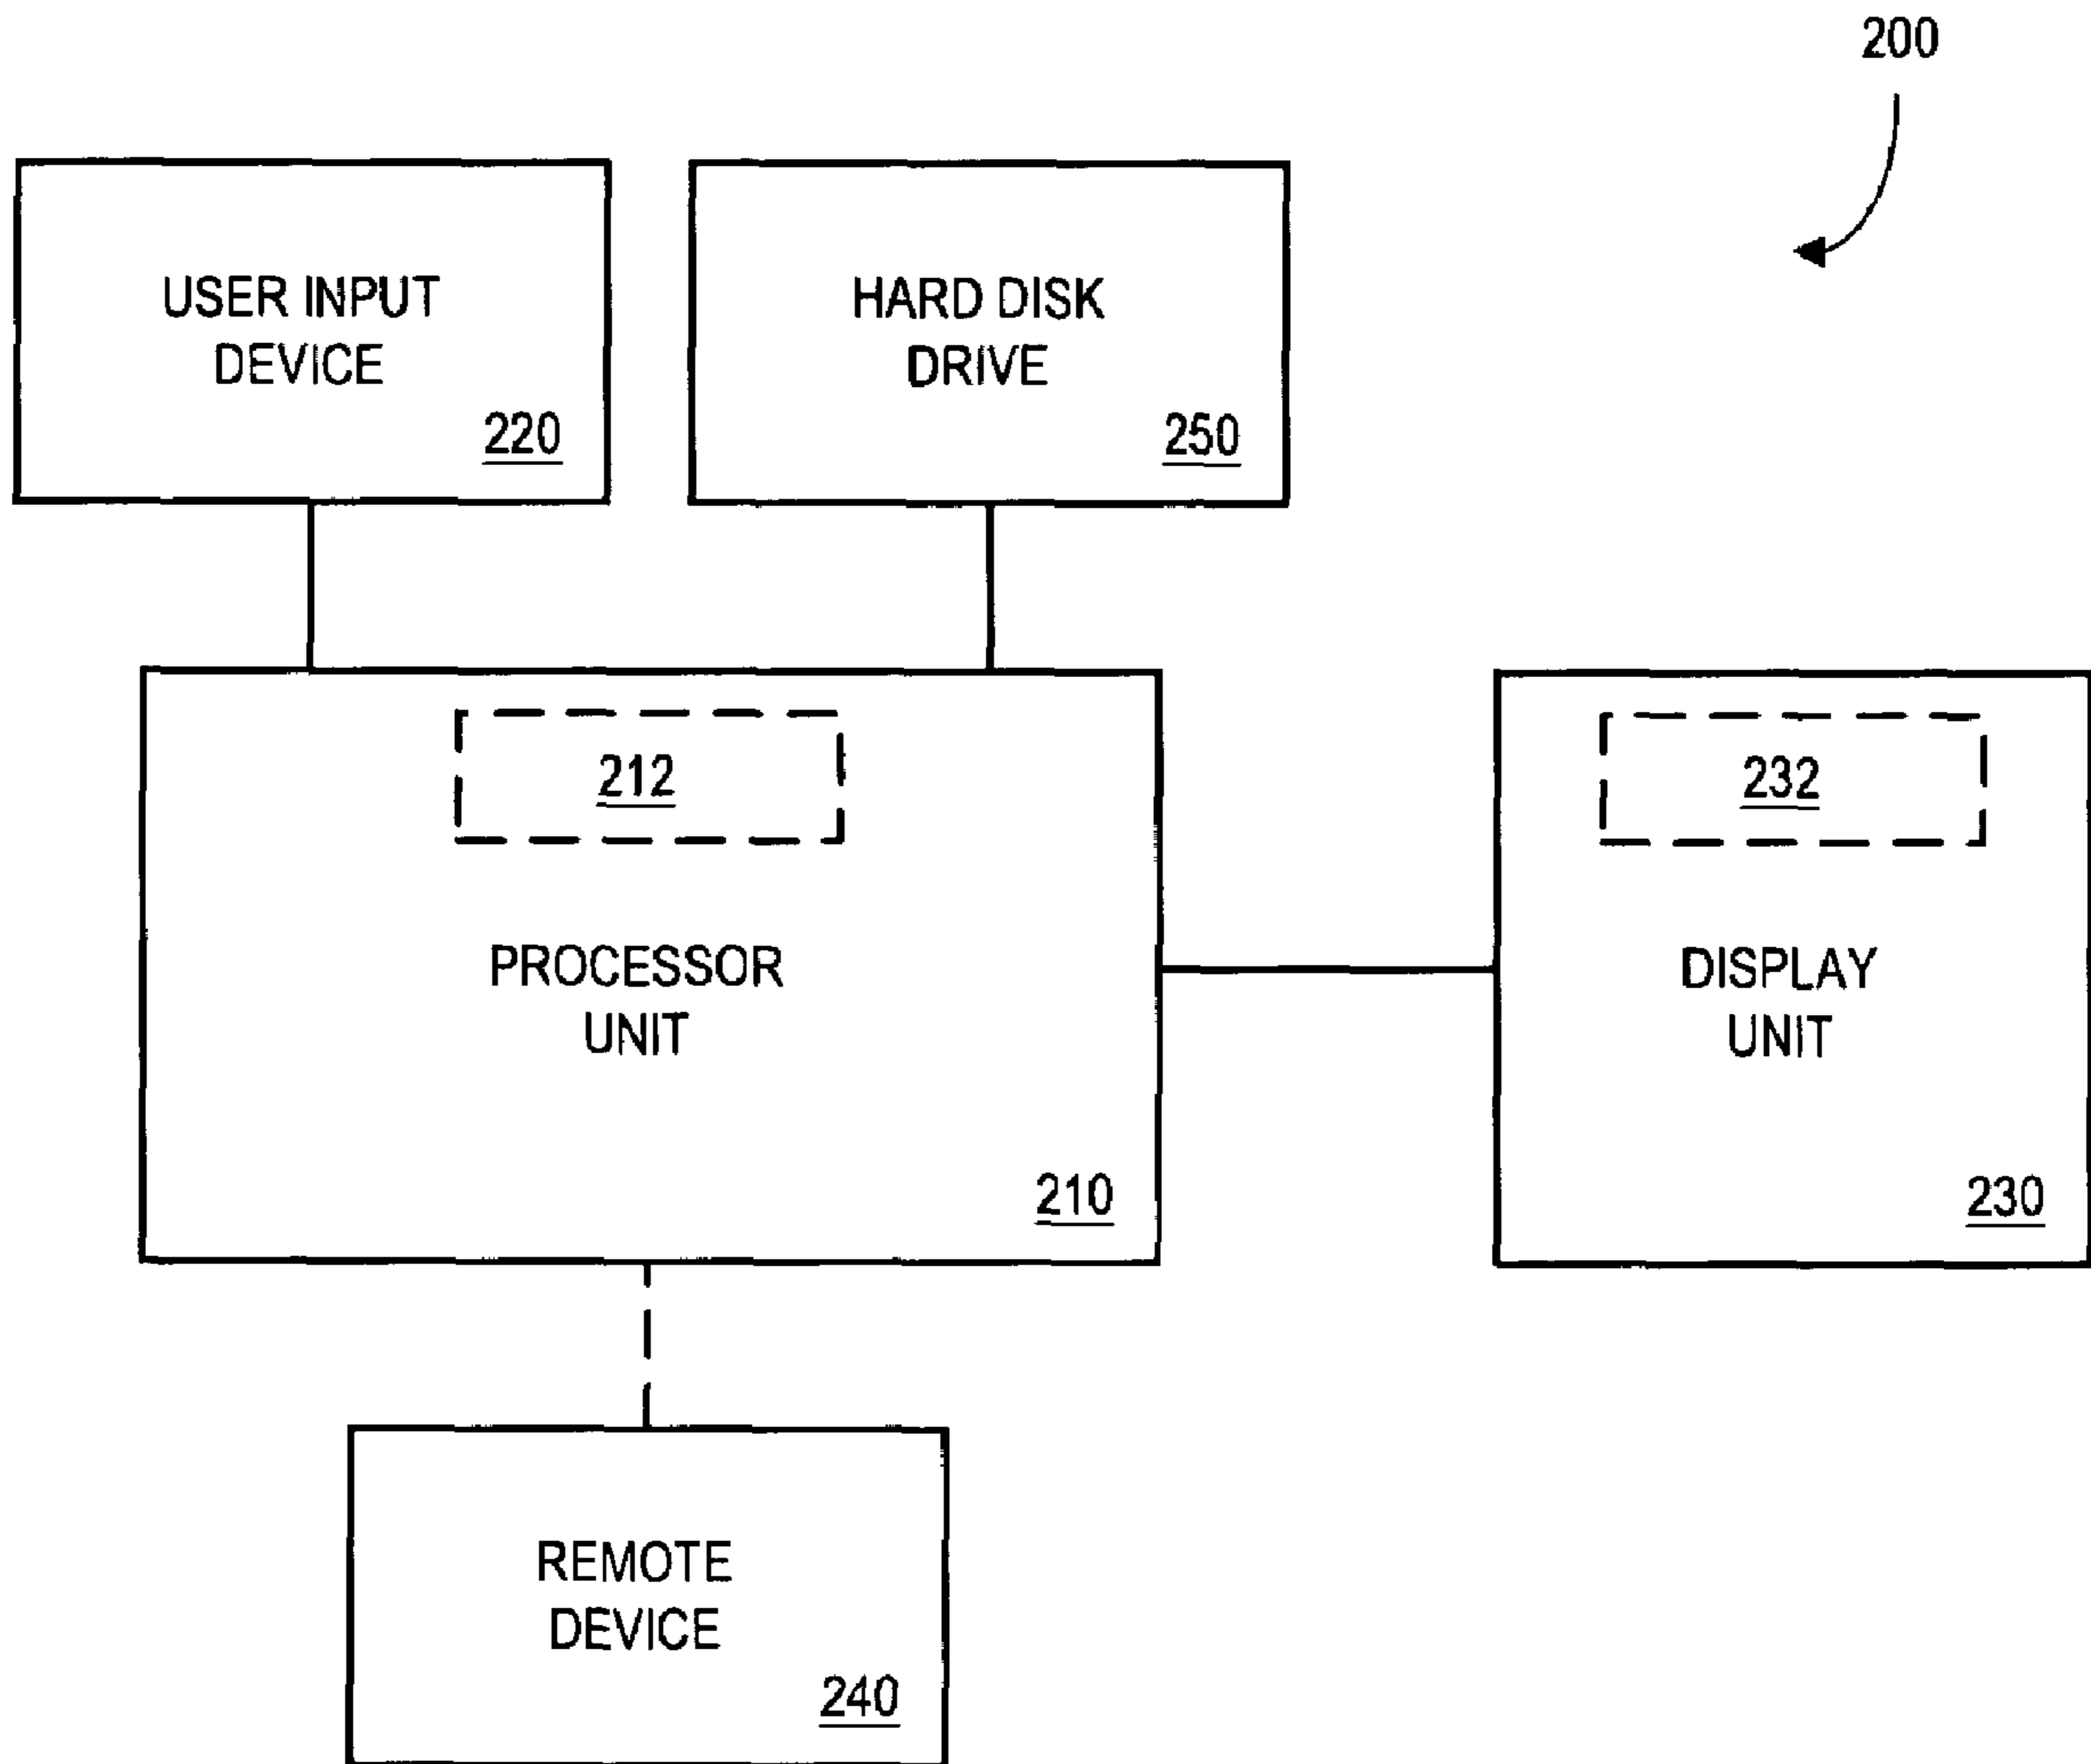 200
USER INPUT
DEVICE
220
HARD DISK
DRIVE
250
212
PROCESSOR
UNIT
210
232
DISPLAY
UNIT
230
REMOTE
DEVICE
240